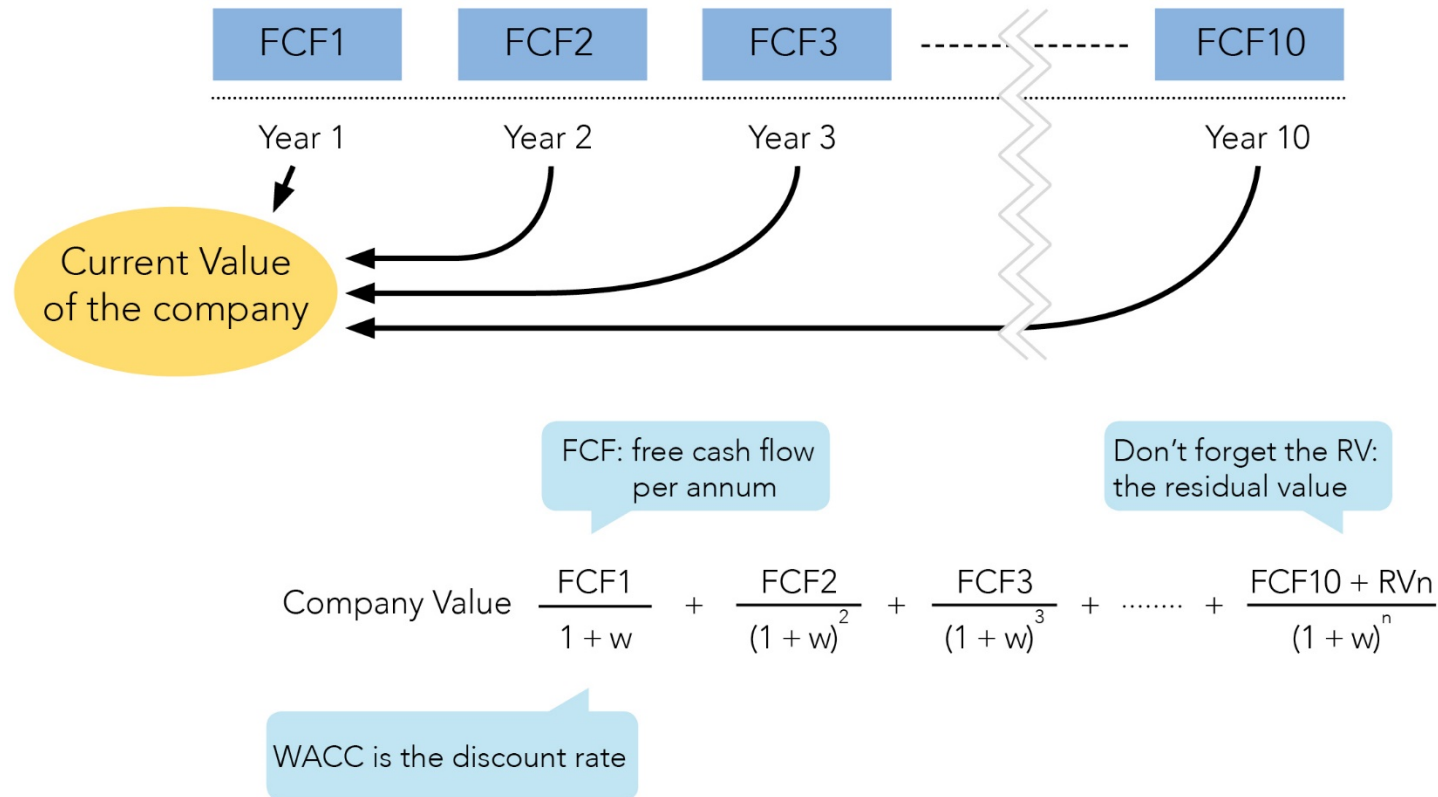 FCF1 FCF2 FCF3 FCF10
Year 1 Year 2 Year 3 Year 10
Current Value
of the company
FCF: free cash flow
per annum
Don’t forget the RV:
the residual value
Company Value FCF1 / 1 + w + FCF2 / (1 + w)² + FCF3 / (1 + w)³ + ........ + FCF10 + RVn / (1 + w)ⁿ
WACC is the discount rate